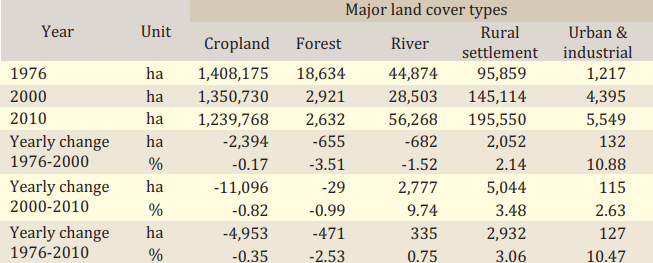 Major land cover types
Year Unit Cropland Forest River Rural settlement Urban & industrial
1976 ha 1,408,175 18,634 44,874 95,859 1,217
2000 ha 1,350,730 2,921 28,503 145,114 4,395
2010 ha 1,239,768 2,632 56,268 195,550 5,549
Yearly change ha -2,394 -655 -682 2,052 132
1976-2000 % -0.17 -3.51 -1.52 2.14 10.88
Yearly change ha -11,096 -29 2,777 5,044 115
2000-2010 % -0.82 -0.99 9.74 3.48 2.63
Yearly change ha -4,953 -471 335 2,932 127
1976-2010 % -0.35 -2.53 0.75 3.06 10.47